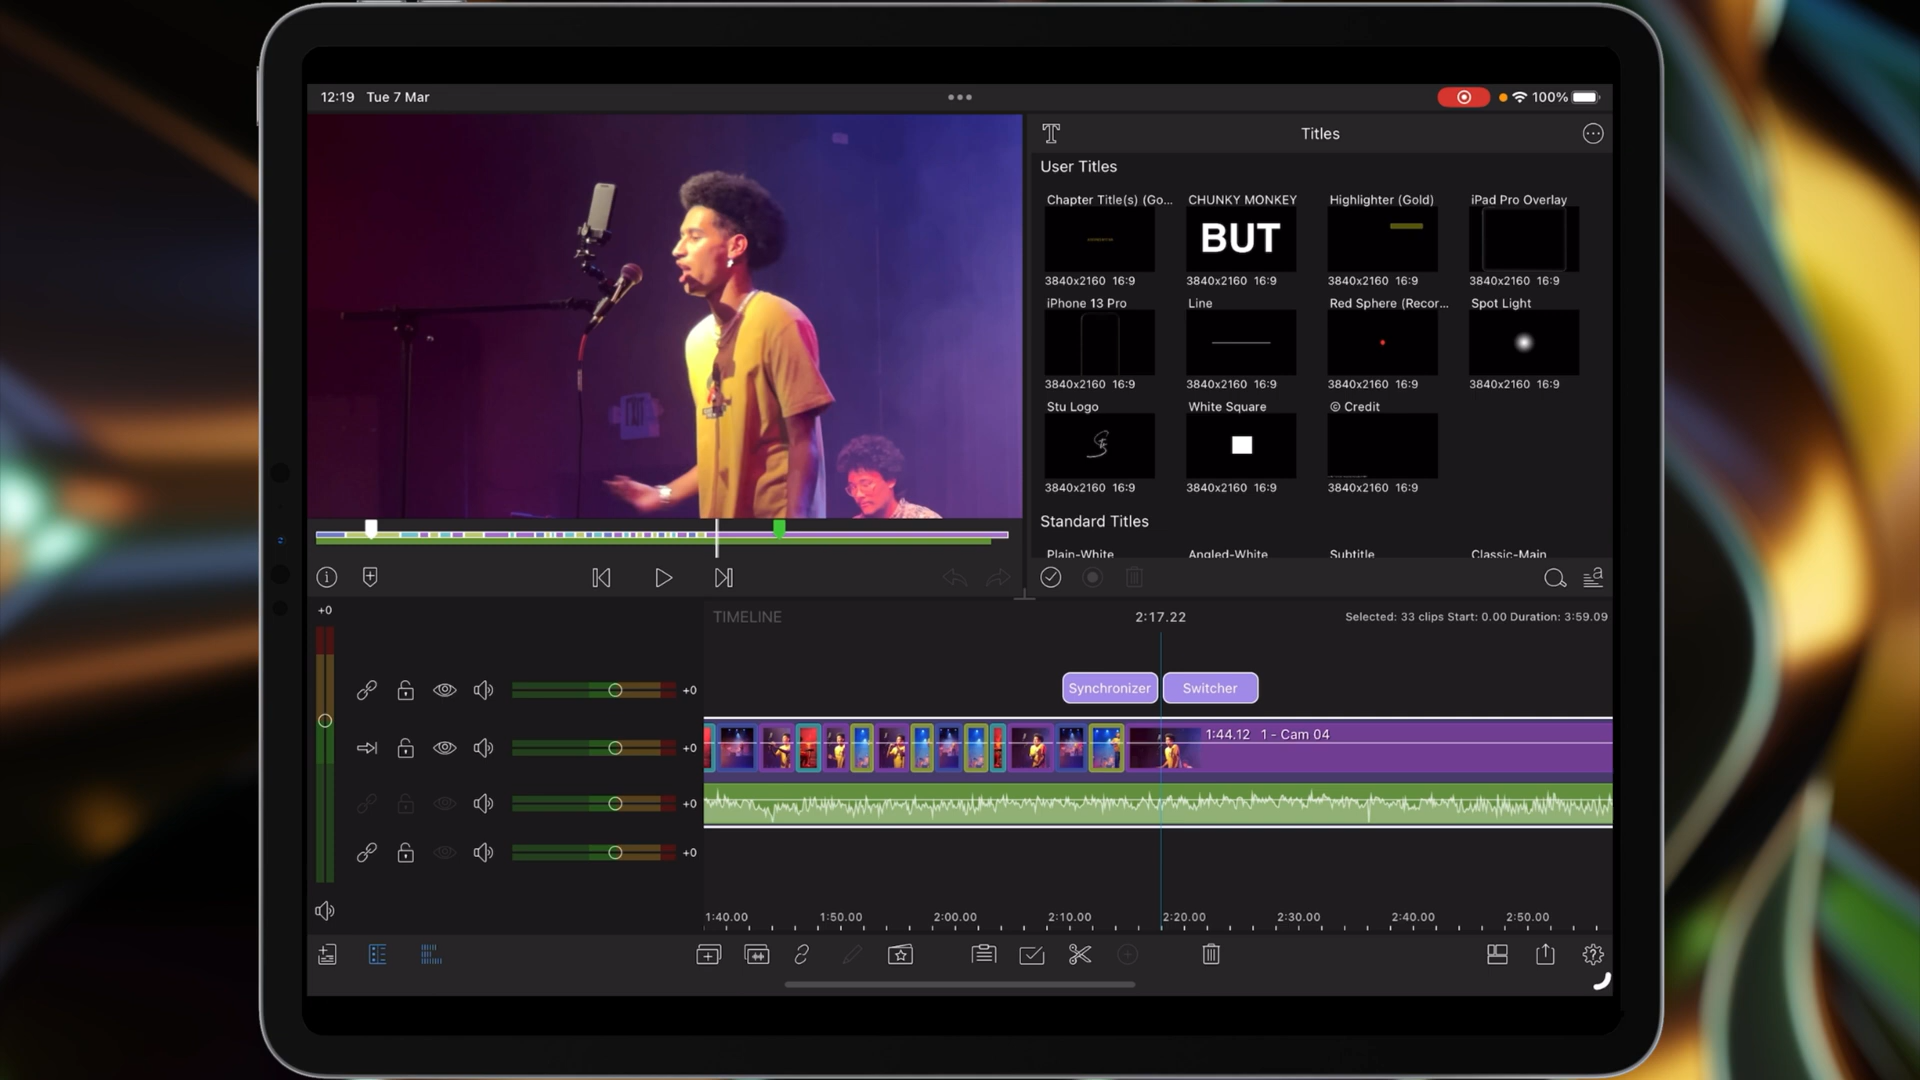 12:19 Tue 7 Mar
100%
Titles
User Titles
Chapter Title(s) (Go... CHUNKY MONKEY Highlighter (Gold) iPad Pro Overlay
BUT
3840x2160 16:9 3840x2160 16:9 3840x2160 16:9 3840x2160 16:9
iPhone 13 Pro Line Red Sphere (Recor... Spot Light
3840x2160 16:9 3840x2160 16:9 3840x2160 16:9 3840x2160 16:9
Stu Logo White Square © Credit
3840x2160 16:9 3840x2160 16:9 3840x2160 16:9
Standard Titles
Plain-White Angled-White Subtitle Classic-Main
+0
TIMELINE 2:17.22 Selected: 33 clips Start: 0.00 Duration: 3:59.09
+0 Synchronizer Switcher
+0 1:44.12 1 - Cam 04
+0
+0
1:40.00 1:50.00 2:00.00 2:10.00 2:20.00 2:30.00 2:40.00 2:50.00